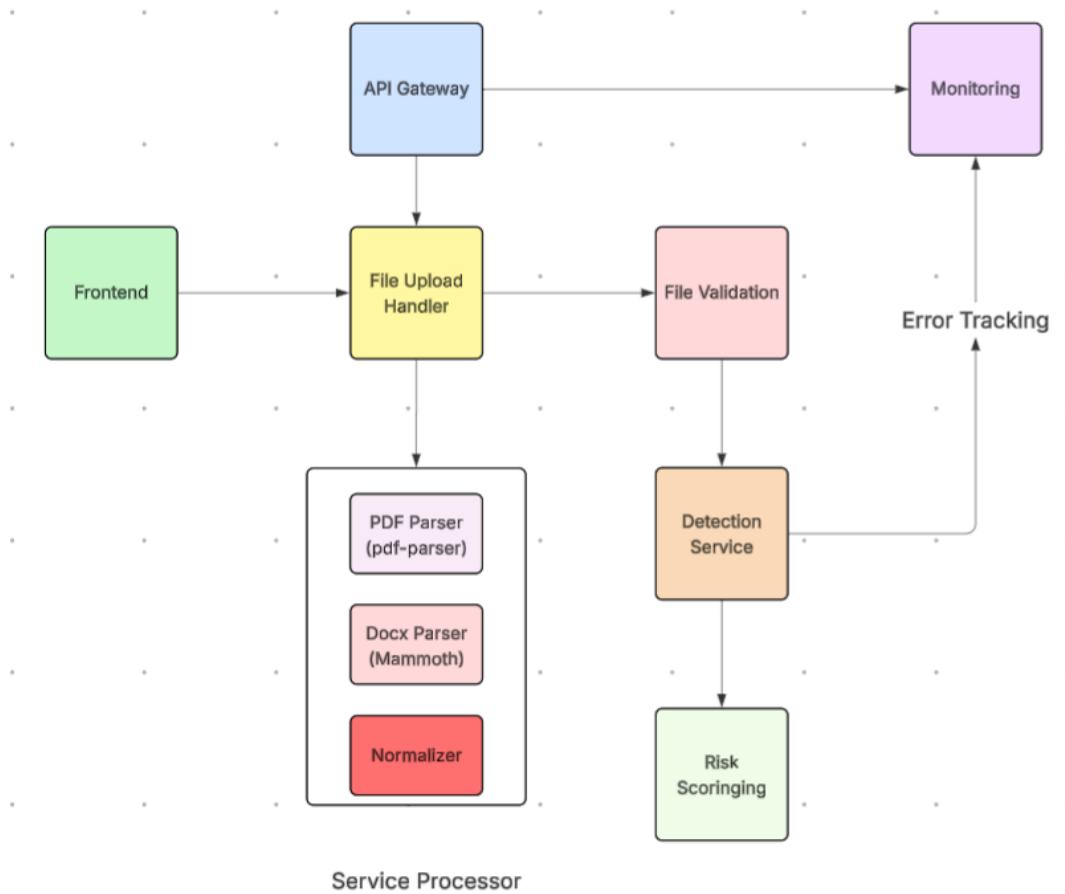 API Gateway
Monitoring
Frontend
File Upload
Handler
File Validation
Error Tracking
PDF Parser
(pdf-parser)
Detection
Service
Docx Parser
(Mammoth)
Normalizer
Risk
Scoringing
Service Processor